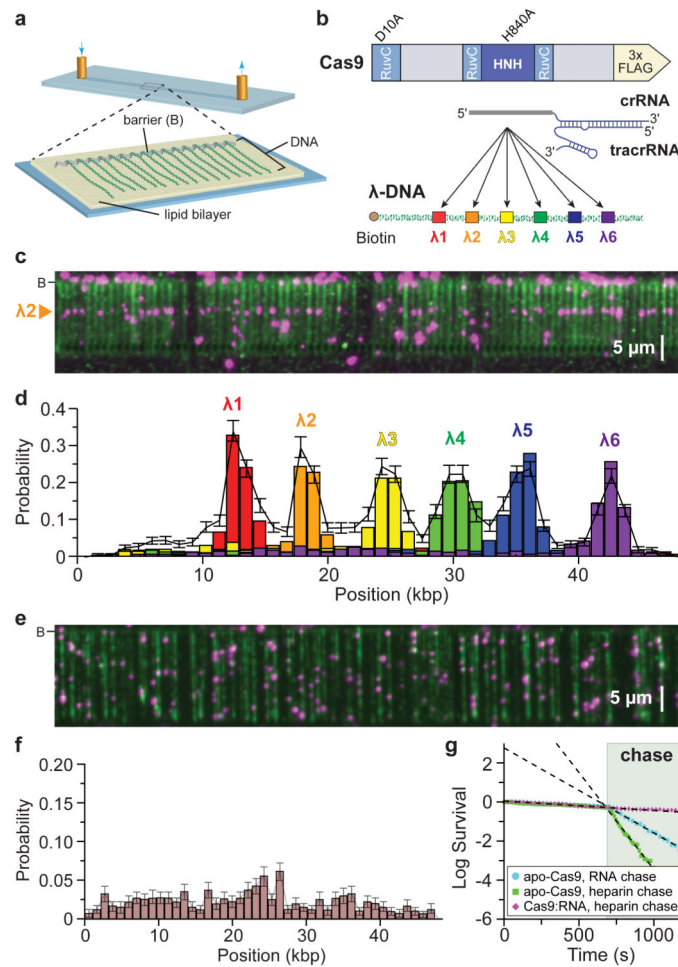 a
barrier (B)
DNA
lipid bilayer
b
D10A
H840A
Cas9
RuvC
RuvC
HNH
RuvC
3x
FLAG
crRNA
5'
3'
5'
3'
tracrRNA
λ-DNA
Biotin
λ1
λ2
λ3
λ4
λ5
λ6
c
B
λ2
5 µm
d
λ1
λ2
λ3
λ4
λ5
λ6
Probability
0.4
0.3
0.2
0.1
0
0
10
20
30
40
Position (kbp)
e
B
5 µm
f
Probability
0.20
0.15
0.10
0.05
0
0
10
20
30
40
Position (kbp)
g
chase
Log Survival
2
0
-2
-4
-6
apo-Cas9, RNA chase
apo-Cas9, heparin chase
Cas9:RNA, heparin chase
0
500
1000
Time (s)